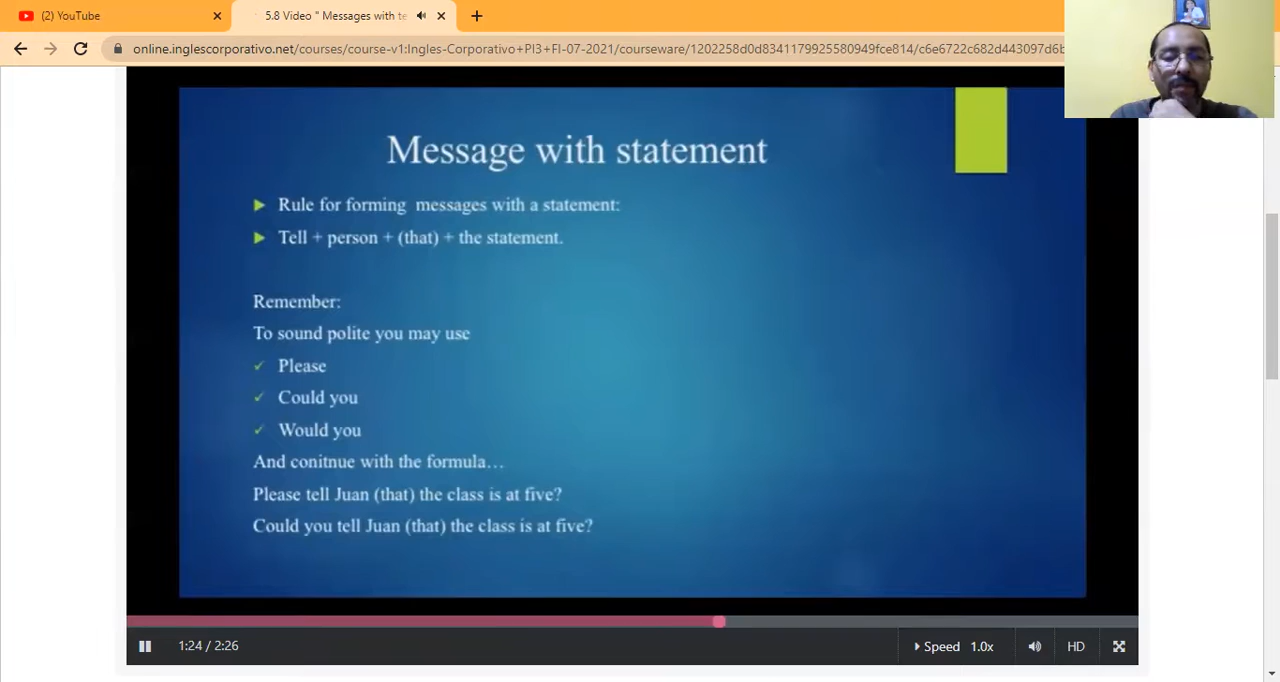 (2) YouTube
5.8 Video " Messages with te
online.inglescorporativo.net/courses/course-v1:Ingles-Corporativo+PI3+FI-07-2021/courseware/1202258d0d8341179925580949fce814/c6e6722c682d443097d6b
Message with statement
Rule for forming messages with a statement:
Tell + person + (that) + the statement.
Remember:
To sound polite you may use
Please
Could you
Would you
And conitnue with the formula…
Please tell Juan (that) the class is at five?
Could you tell Juan (that) the class is at five?
1:24 / 2:26
Speed 1.0x
HD